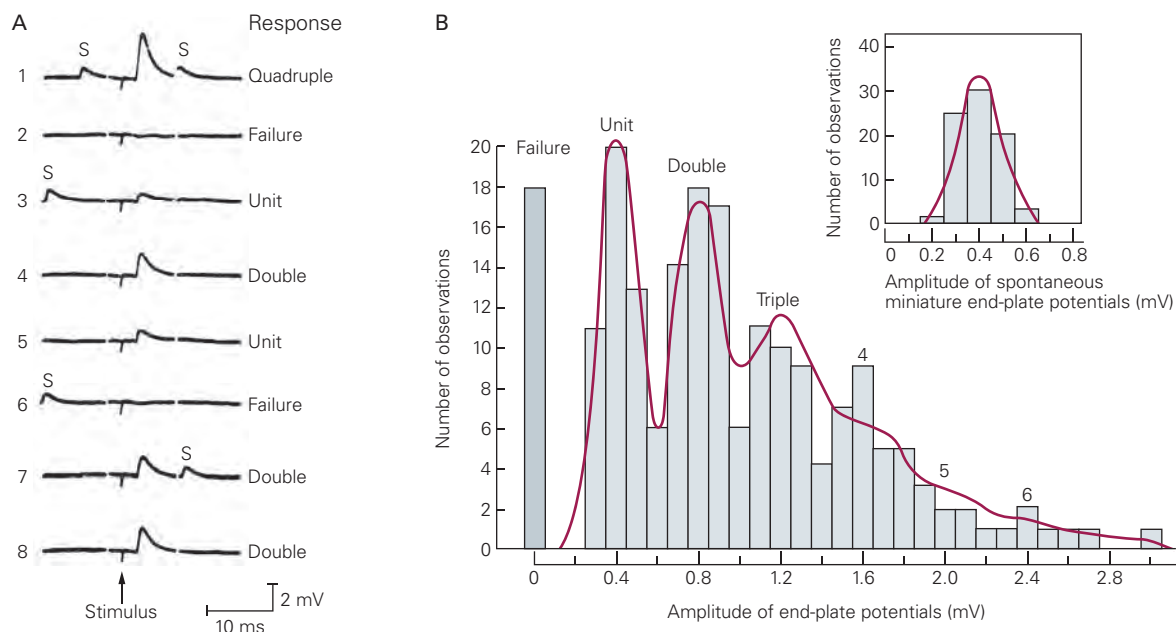 A
Response
S
S
1
Quadruple
2
Failure
S
3
Unit
4
Double
5
Unit
S
6
Failure
S
7
Double
8
Double
Stimulus
2 mV
10 ms
B
Number of observations
20
18
16
14
12
10
8
6
4
2
0
Failure
Unit
Double
Triple
4
5
6
0
0.4
0.8
1.2
1.6
2.0
2.4
2.8
Amplitude of end-plate potentials (mV)
Number of observations
40
30
20
10
0
0
0.2
0.4
0.6
0.8
Amplitude of spontaneous
miniature end-plate potentials (mV)